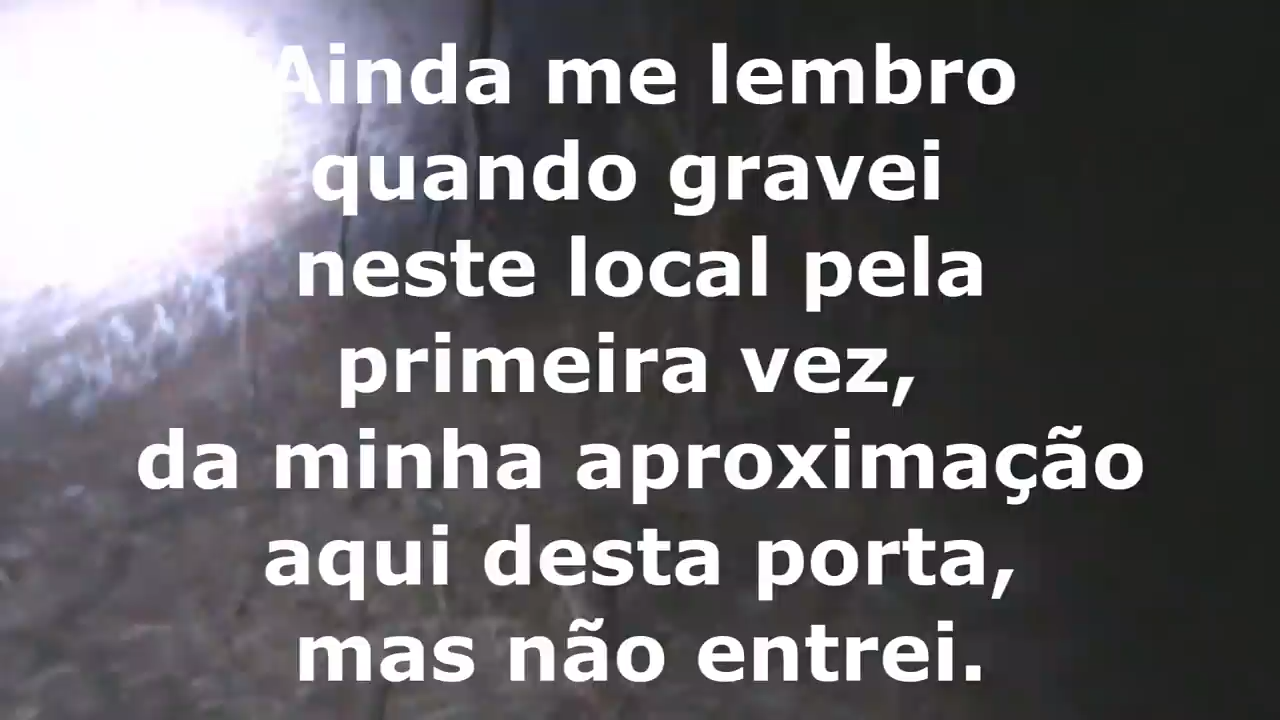 Ainda me lembro
quando gravei
neste local pela
primeira vez,
da minha aproximação
aqui desta porta,
mas não entrei.